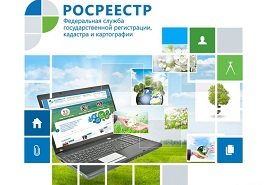 РОСРЕЕСТР
Федеральная служба
государственной регистрации,
кадастра и картографии